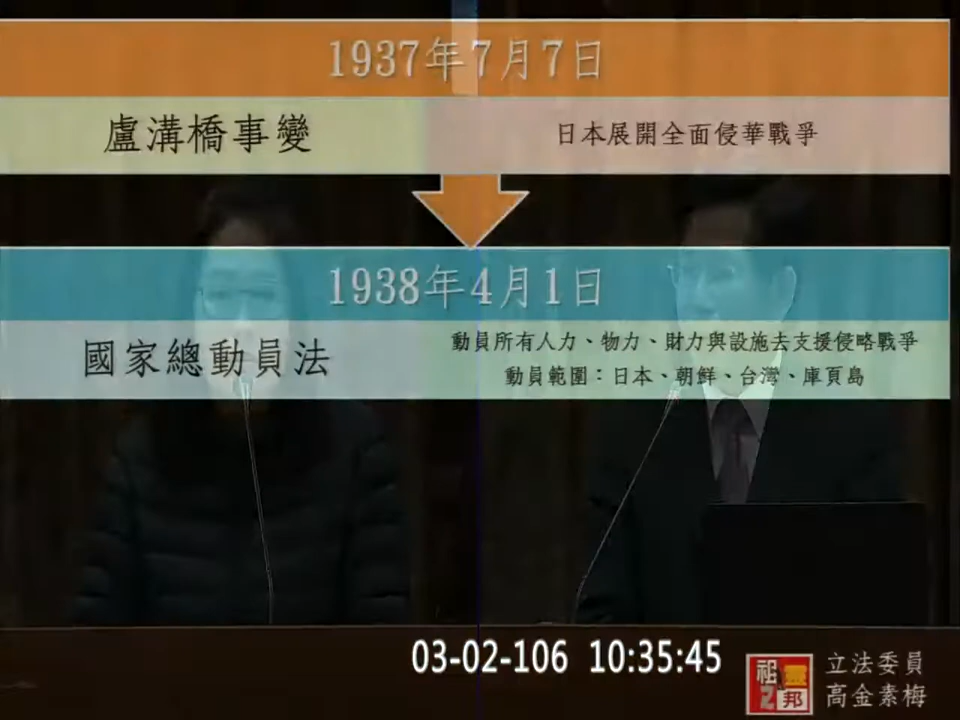 1937年7月7日
盧溝橋事變
日本展開全面侵華戰爭
1938年4月1日
國家總動員法
動員所有人力、物力、財力與設施去支援侵略戰爭
動員範圍：日本、朝鮮、台灣、庫頁島
03-02-106 10:35:45
祖靈
之邦
立法委員
高金素梅